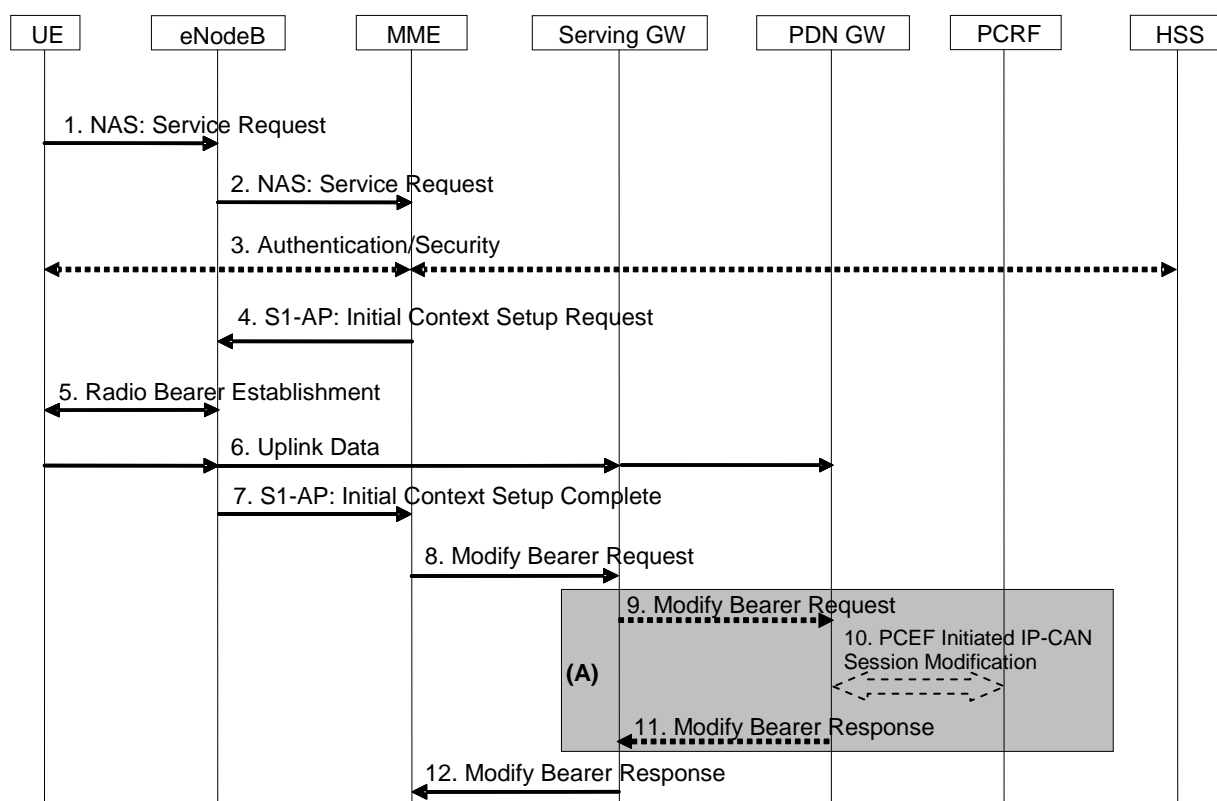 UE
eNodeB
MME
Serving GW
PDN GW
PCRF
HSS
1. NAS: Service Request
2. NAS: Service Request
3. Authentication/Security
4. S1-AP: Initial Context Setup Request
5. Radio Bearer Establishment
6. Uplink Data
7. S1-AP: Initial Context Setup Complete
8. Modify Bearer Request
9. Modify Bearer Request
10. PCEF Initiated IP-CAN
Session Modification
(A)
11. Modify Bearer Response
12. Modify Bearer Response